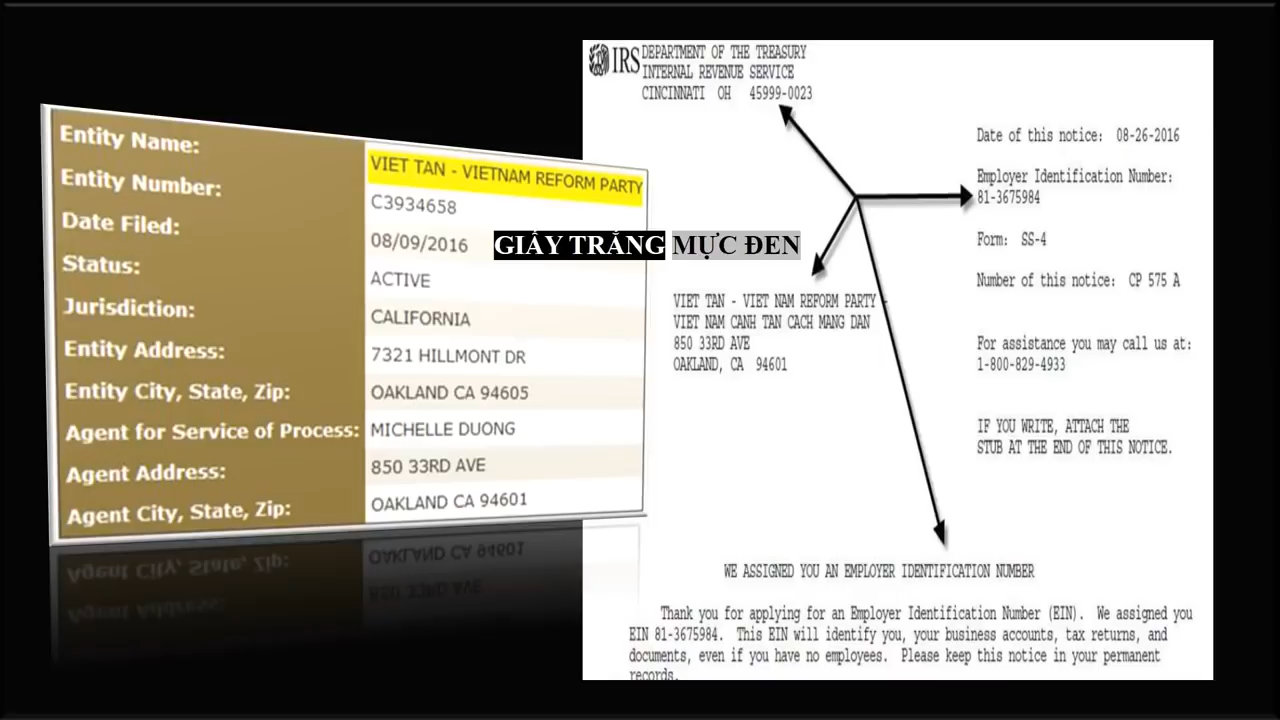 Entity Name:
VIET TAN - VIETNAM REFORM PARTY
Entity Number:
C3934658
Date Filed:
08/09/2016
Status:
ACTIVE
Jurisdiction:
CALIFORNIA
Entity Address:
7321 HILLMONT DR
Entity City, State, Zip:
OAKLAND CA 94605
Agent for Service of Process:
MICHELLE DUONG
Agent Address:
850 33RD AVE
Agent City, State, Zip:
OAKLAND CA 94601
GIẤY TRẮNG MỰC ĐEN
IRS
DEPARTMENT OF THE TREASURY
INTERNAL REVENUE SERVICE
CINCINNATI OH 45999-0023
Date of this notice: 08-26-2016
Employer Identification Number:
81-3675984
Form: SS-4
Number of this notice: CP 575 A
VIET TAN - VIET NAM REFORM PARTY -
VIET NAM CANH TAN CACH MANG DAN
850 33RD AVE
OAKLAND, CA 94601
For assistance you may call us at:
1-800-829-4933
IF YOU WRITE, ATTACH THE
STUB AT THE END OF THIS NOTICE.
WE ASSIGNED YOU AN EMPLOYER IDENTIFICATION NUMBER
Thank you for applying for an Employer Identification Number (EIN). We assigned you
EIN 81-3675984. This EIN will identify you, your business accounts, tax returns, and
documents, even if you have no employees. Please keep this notice in your permanent
records.